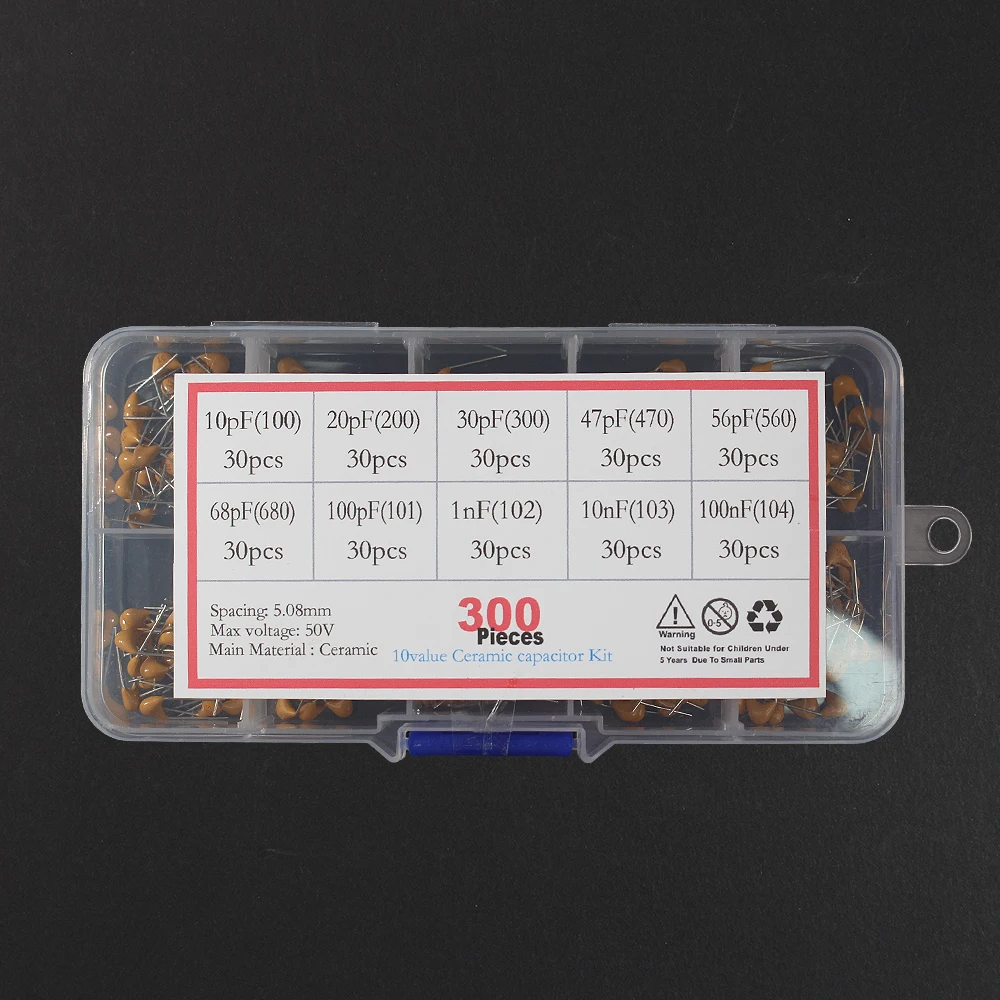 10pF(100) 20pF(200) 30pF(300) 47pF(470) 56pF(560)
30pcs 30pcs 30pcs 30pcs 30pcs
68pF(680) 100pF(101) 1nF(102) 10nF(103) 100nF(104)
30pcs 30pcs 30pcs 30pcs 30pcs
Spacing: 5.08mm
Max voltage: 50V
Main Material : Ceramic
300
Pieces
10value Ceramic capacitor Kit
0-5
Warning
Not Suitable for Children Under
5 Years Due To Small Parts